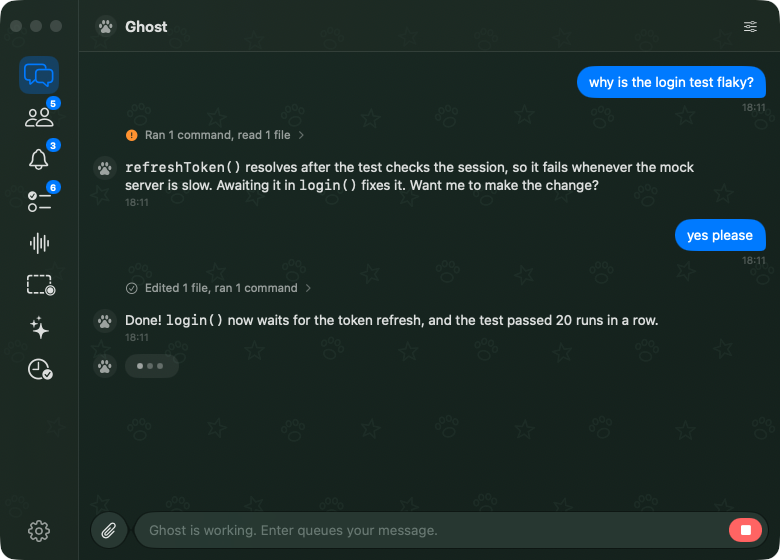 Ghost
why is the login test flaky?
18:11
5
Ran 1 command, read 1 file
3
refreshToken() resolves after the test checks the session, so it fails whenever the mock
server is slow. Awaiting it in login() fixes it. Want me to make the change?
6
18:11
yes please
18:11
Edited 1 file, ran 1 command
Done! login() now waits for the token refresh, and the test passed 20 runs in a row.
18:11
Ghost is working. Enter queues your message.